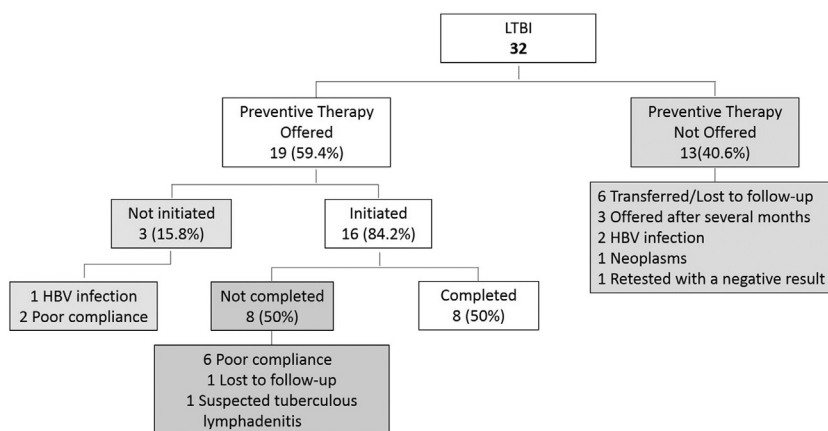 LTBI
32
Preventive Therapy
Offered
19 (59.4%)
Preventive Therapy
Not Offered
13(40.6%)
6 Transferred/Lost to follow-up
3 Offered after several months
2 HBV infection
1 Neoplasms
1 Retested with a negative result
Not initiated
3 (15.8%)
Initiated
16 (84.2%)
1 HBV infection
2 Poor compliance
Not completed
8 (50%)
Completed
8 (50%)
6 Poor compliance
1 Lost to follow-up
1 Suspected tuberculous
lymphadenitis